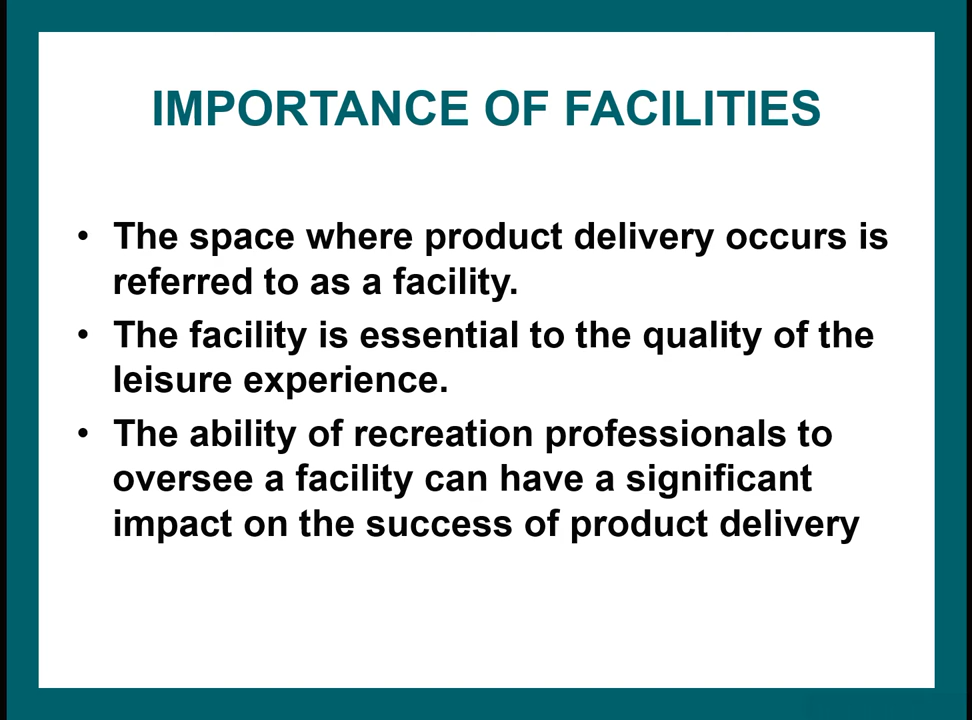 IMPORTANCE OF FACILITIES
• The space where product delivery occurs is
referred to as a facility.
• The facility is essential to the quality of the
leisure experience.
• The ability of recreation professionals to
oversee a facility can have a significant
impact on the success of product delivery